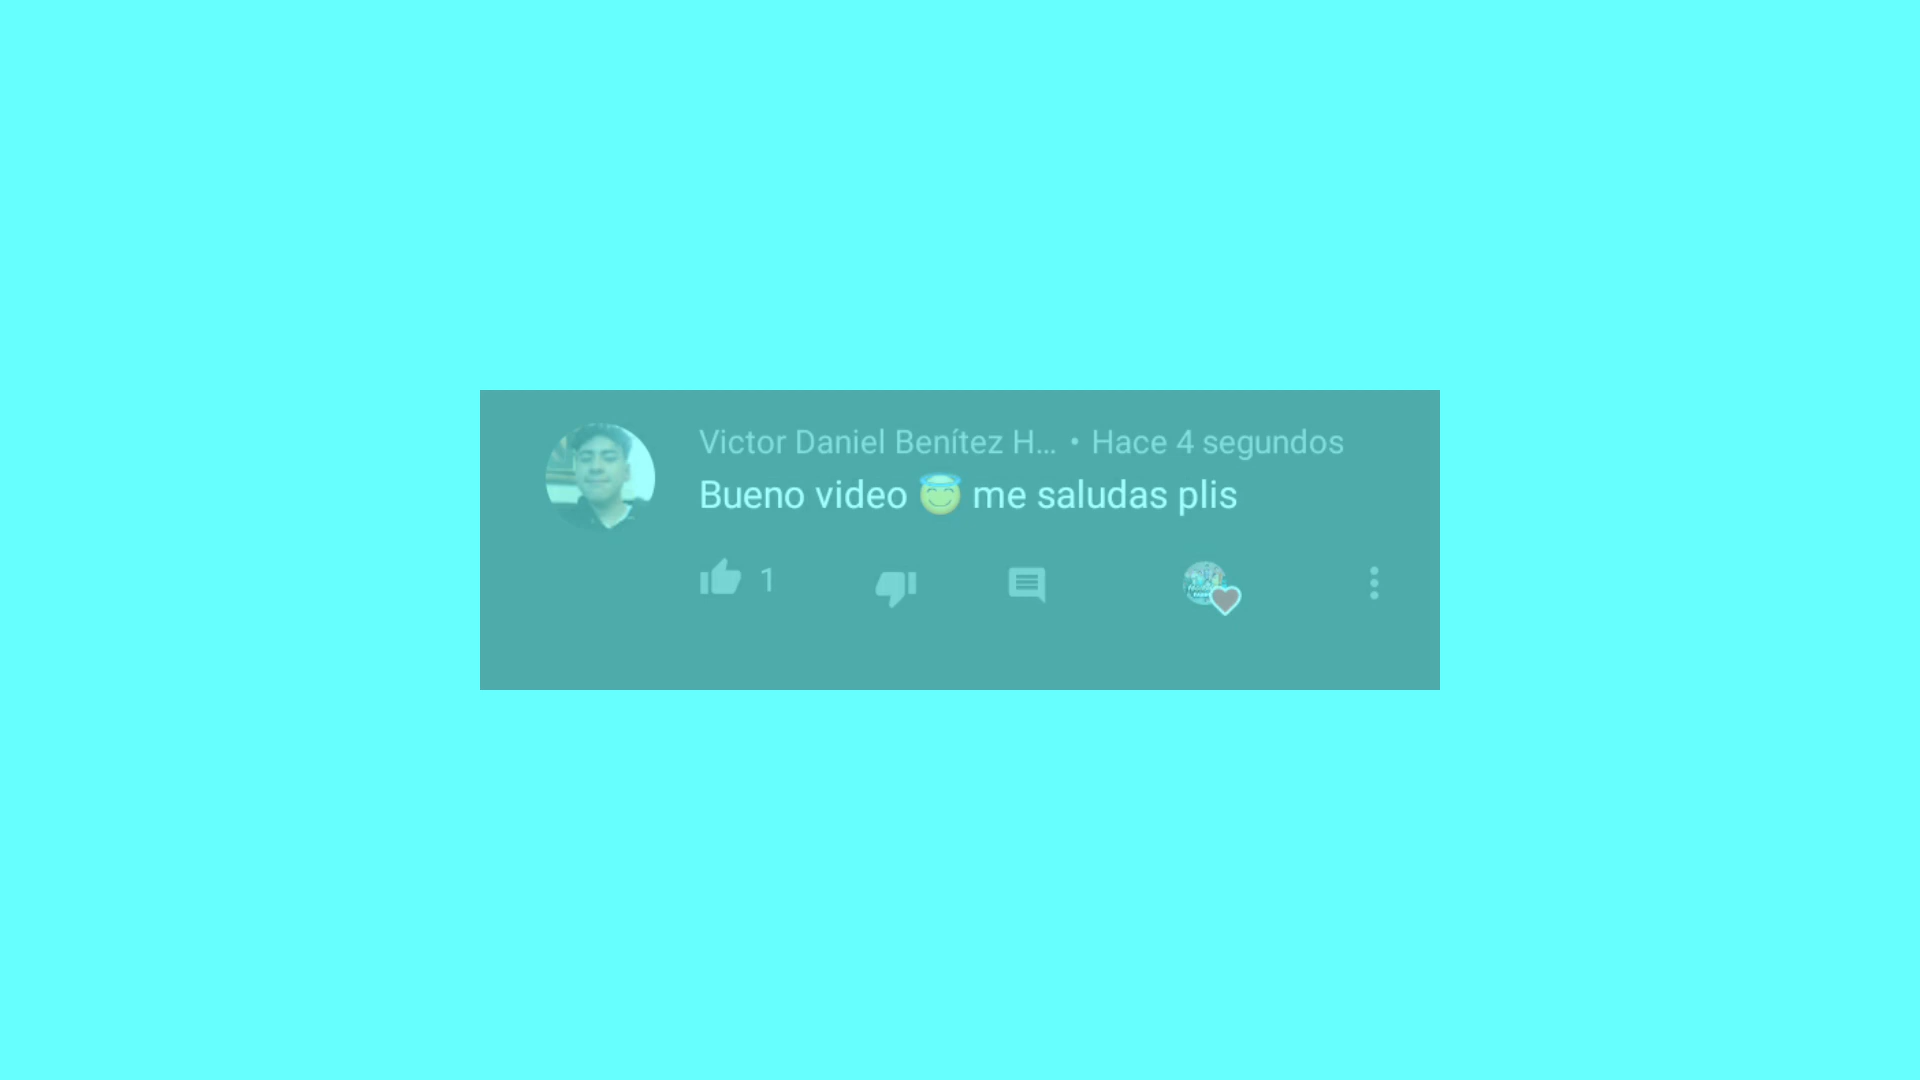 Victor Daniel Benítez H... • Hace 4 segundos
Bueno video 😇 me saludas plis
1